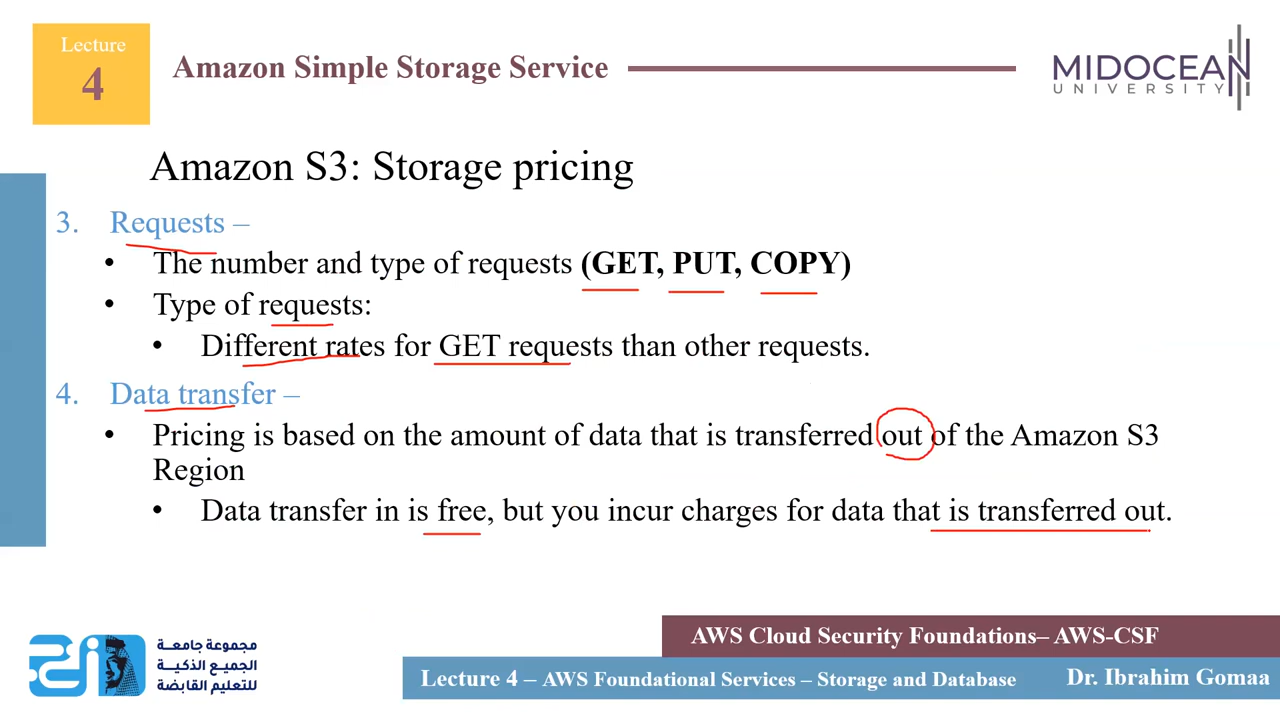 Lecture
4
Amazon Simple Storage Service
MIDOCEAN
UNIVERSITY
Amazon S3: Storage pricing
3. Requests –
• The number and type of requests (GET, PUT, COPY)
• Type of requests:
• Different rates for GET requests than other requests.
4. Data transfer –
• Pricing is based on the amount of data that is transferred out of the Amazon S3
Region
• Data transfer in is free, but you incur charges for data that is transferred out.
مجموعة جامعة
الجميع الذكية
للتعليم القابضة
AWS Cloud Security Foundations– AWS-CSF
Lecture 4 – AWS Foundational Services – Storage and Database
Dr. Ibrahim Gomaa